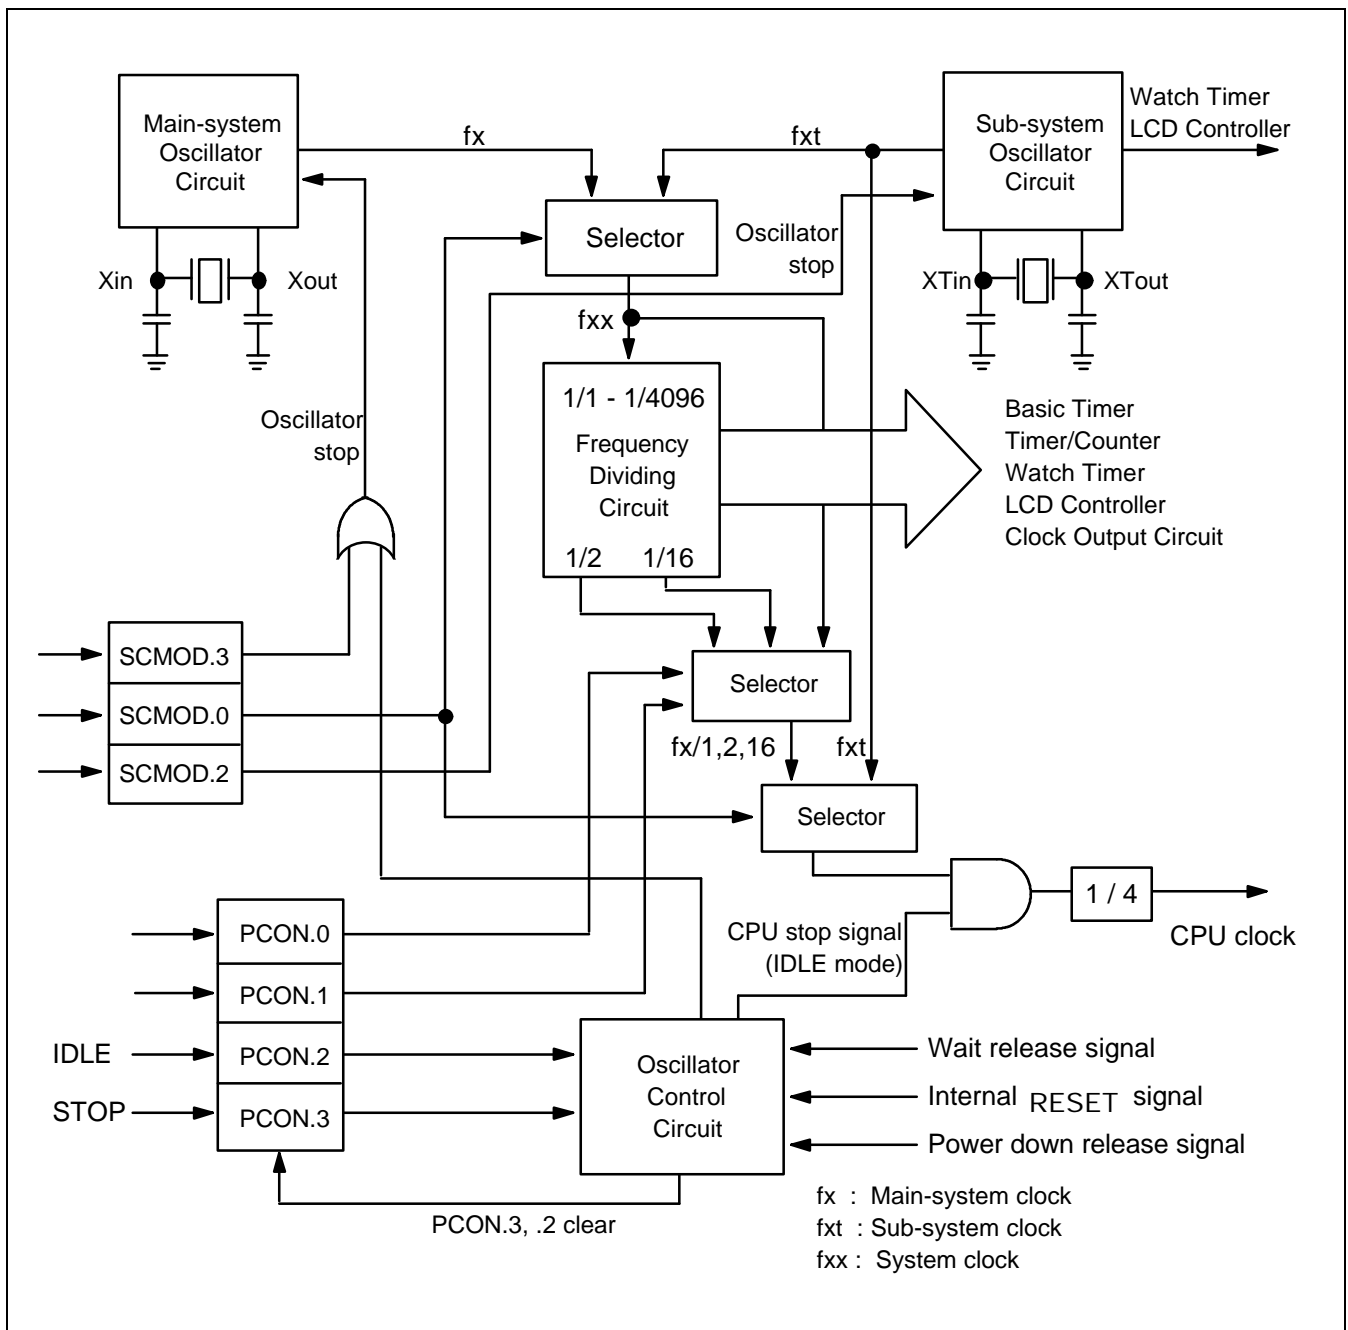 Main-system
Oscillator
Circuit
fx
fxt
Sub-system
Oscillator
Circuit
Watch Timer
LCD Controller
Selector
Oscillator
stop
Xin
Xout
XTin
XTout
fxx
1/1 - 1/4096
Frequency
Dividing
Circuit
1/2
1/16
Basic Timer
Timer/Counter
Watch Timer
LCD Controller
Clock Output Circuit
Oscillator
stop
SCMOD.3
SCMOD.0
SCMOD.2
Selector
fx/1,2,16
fxt
Selector
1 / 4
CPU clock
PCON.0
PCON.1
IDLE
PCON.2
STOP
PCON.3
CPU stop signal
(IDLE mode)
Oscillator
Control
Circuit
Wait release signal
Internal RESET signal
Power down release signal
PCON.3, .2 clear
fx : Main-system clock
fxt : Sub-system clock
fxx : System clock